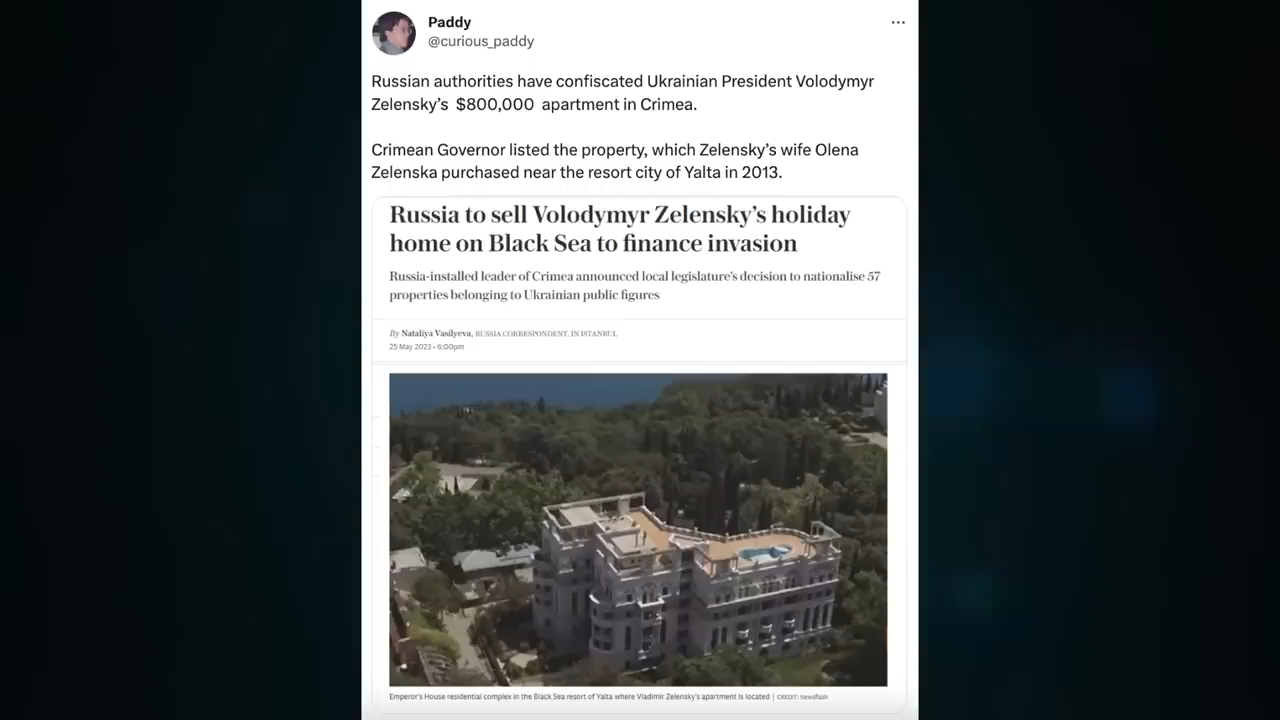 Paddy
@curious_paddy
Russian authorities have confiscated Ukrainian President Volodymyr
Zelensky’s $800,000 apartment in Crimea.
Crimean Governor listed the property, which Zelensky’s wife Olena
Zelenska purchased near the resort city of Yalta in 2013.
Russia to sell Volodymyr Zelensky’s holiday
home on Black Sea to finance invasion
Russia-installed leader of Crimea announced local legislature’s decision to nationalise 57
properties belonging to Ukrainian public figures
By Nataliya Vasilyeva, RUSSIA CORRESPONDENT, IN ISTANBUL
25 May 2023 • 6:00pm
Emperor’s House residential complex in the Black Sea resort of Yalta where Vladimir Zelensky’s apartment is located | CREDIT: Newsflash